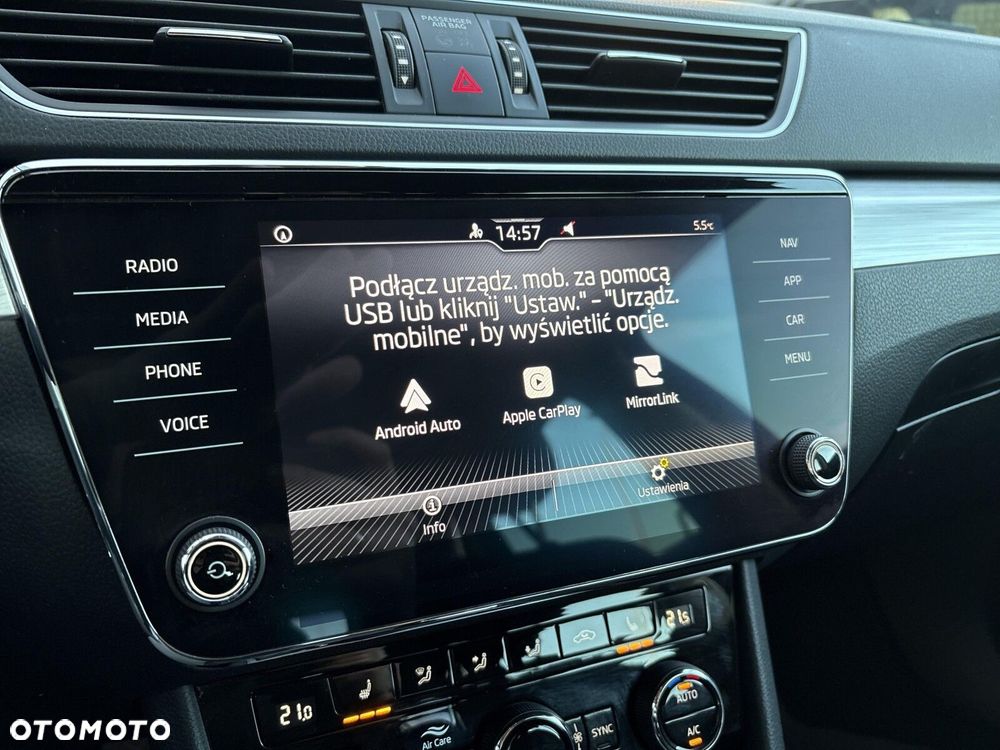 PASSENGER
AIR BAG
14:57
5.5°C
RADIO
MEDIA
PHONE
VOICE
Podłącz urządz. mob. za pomocą
USB lub kliknij "Ustaw." – "Urządz.
mobilne", by wyświetlić opcje.
Android Auto
Apple CarPlay
MirrorLink
Info
Ustawienia
NAV
APP
CAR
MENU
21.0
21.5
Air Care
SYNC
AUTO
A/C
OTOMOTO